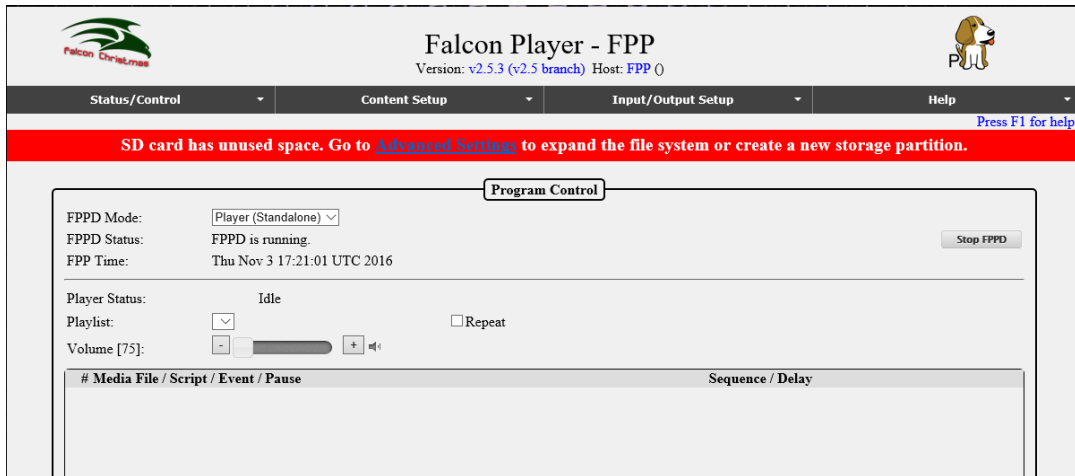 Falcon Christmas
Falcon Player - FPP
Version: v2.5.3 (v2.5 branch) Host: FPP ()
P
Status/Control Content Setup Input/Output Setup Help
Press F1 for help
SD card has unused space. Go to Advanced Settings to expand the file system or create a new storage partition.
Program Control
FPPD Mode: Player (Standalone)
FPPD Status: FPPD is running. Stop FPPD
FPP Time: Thu Nov 3 17:21:01 UTC 2016
Player Status: Idle
Playlist: Repeat
Volume [75]: - +
# Media File / Script / Event / Pause Sequence / Delay